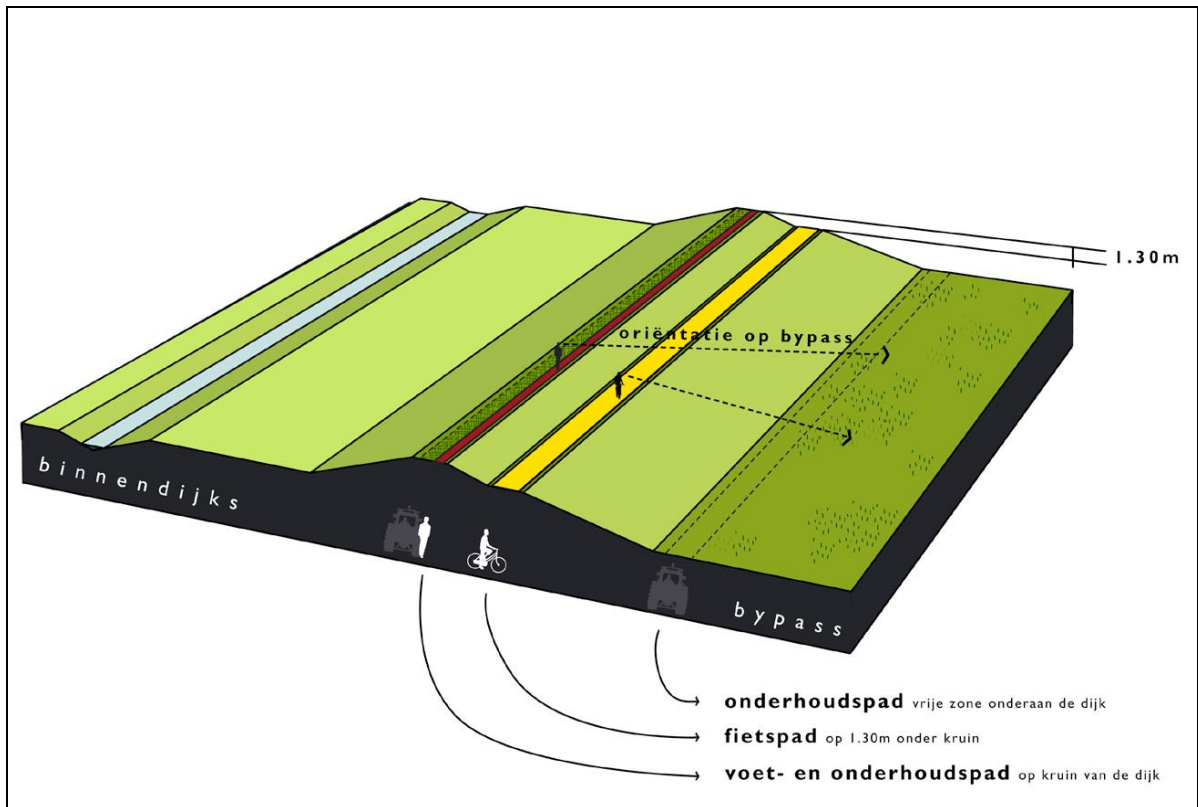 1.30m
oriëntatie op bypass
binnendijks
bypass
onderhoudspad vrije zone onderaan de dijk
fietspad op 1.30m onder kruin
voet- en onderhoudspad op kruin van de dijk